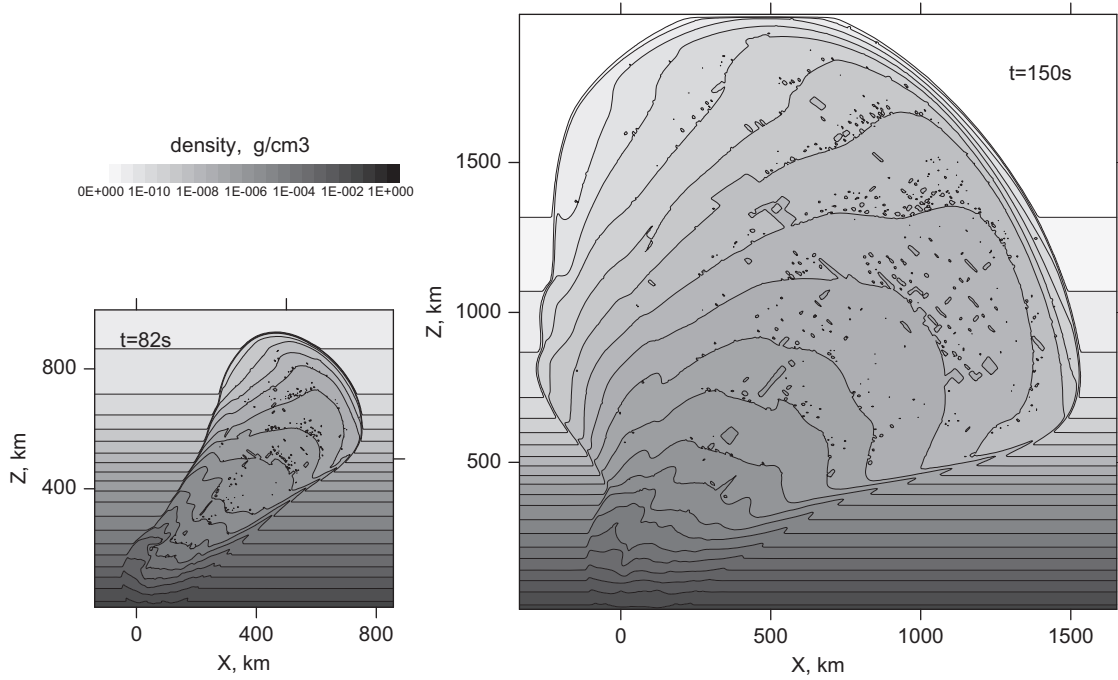 density, g/cm3
0E+000 1E-010 1E-008 1E-006 1E-004 1E-002 1E+000
t=82s
800
400
Z, km
0 400 800
X, km
t=150s
1500
1000
500
Z, km
0 500 1000 1500
X, km